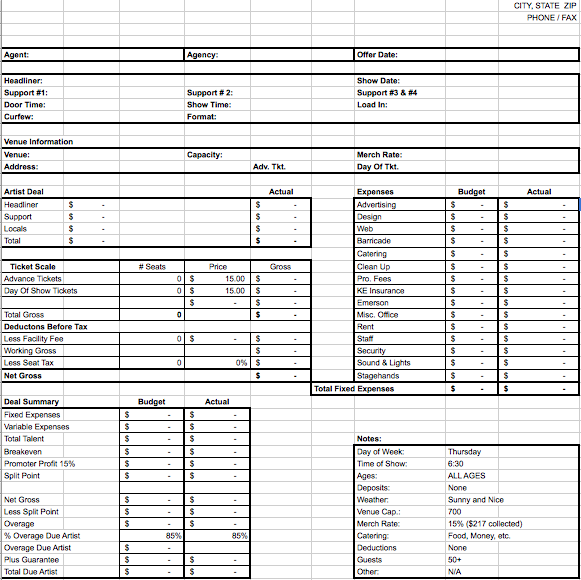 CITY, STATE ZIP
PHONE / FAX
Agent: Agency: Offer Date:
Headliner: Show Date:
Support #1: Support # 2: Support #3 & #4
Door Time: Show Time: Load In:
Curfew: Format:
Venue Information
Venue: Capacity: Merch Rate:
Address: Adv. Tkt. Day Of Tkt.
Artist Deal Actual Expenses Budget Actual
Headliner $ - $ - Advertising $ - $ -
Support $ - $ - Design $ - $ -
Locals $ - $ - Web $ - $ -
Total $ - $ - Barricade $ - $ -
Catering $ - $ -
Ticket Scale # Seats Price Gross Clean Up $ - $ -
Advance Tickets 0 $ 15.00 $ - Pro. Fees $ - $ -
Day Of Show Tickets 0 $ 15.00 $ - KE Insurance $ - $ -
$ - $ - Emerson $ - $ -
Total Gross 0 $ - Misc. Office $ - $ -
Deductons Before Tax Rent $ - $ -
Less Facility Fee 0 $ - $ - Staff $ - $ -
Working Gross $ - Security $ - $ -
Less Seat Tax 0 0% $ - Sound & Lights $ - $ -
Net Gross $ - Stagehands $ - $ -
Total Fixed Expenses $ - $ -
Deal Summary Budget Actual
Fixed Expenses $ - $ -
Variable Expenses $ - $ -
Total Talent $ - $ - Notes:
Breakeven $ - $ - Day of Week: Thursday
Promoter Profit 15% $ - $ - Time of Show: 6:30
Split Point $ - $ - Ages: ALL AGES
Deposits: None
Net Gross $ - $ - Weather: Sunny and Nice
Less Split Point $ - $ - Venue Cap.: 700
Overage $ - $ - Merch Rate: 15% ($217 collected)
% Overage Due Artist 85% 85% Catering: Food, Money, etc.
Overage Due Artist $ - Deductions None
Plus Guarantee $ - $ - Guests 50+
Total Due Artist $ - $ - Other: N/A